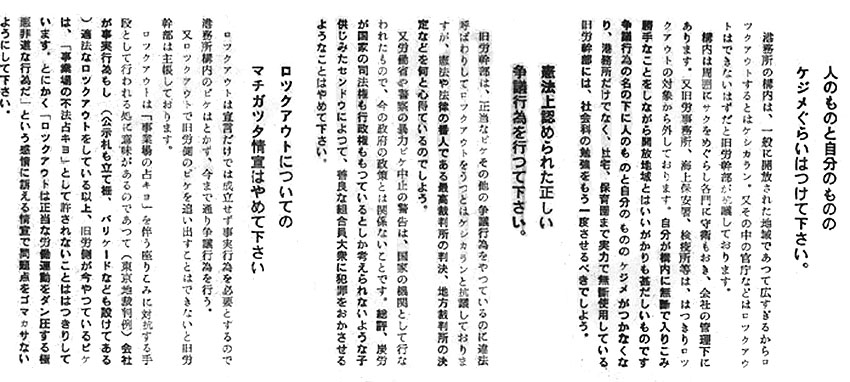 人のものと自分のものの
ケジメぐらいはつけて下さい。
港務所の構内は、一般に開放された地域であつて広すぎるからロ
ツクアウトするとはケシカラン。又その中の官庁などはロツクアウ
トはできないはずだと旧労幹部が抗議しております。
構内は周囲にサクをめぐらし各門に守衛もおき、会社の管理下に
あります。又旧労事務所、海上保安署、検疫所等は、はつきりロツ
クアウトの対象から外しております。自分が構内に無断で入りこみ
勝手なことをしながら開放地域とはいいがかりも甚だしいものです
争議行為の名の下に人のものと自分のもののケジメがつかなくな
り、港務所だけでなく、社宅、保育園まで実力で無断使用している、
旧労幹部には、社会科の勉強をもう一度させるべきでしよう。
憲法上認められた正しい
争議行為を行つて下さい。
旧労幹部は、正当なピケその他の争議行為をやつているのに違法
呼ばわりしてロツクアウトをうつとはケシカランと抗議しておりま
すが、憲法や法律の番人である最高裁判所の判決、地方裁判所の決
定などを何と心得ているのでしよう。
又労働省や警察の暴力ピケ中止の警告は、国家の機関として行な
われたもので、今の政府の政策とは関係ないことです。総評、炭労
が国家の司法権も行政権ももつているとしか考えられないような子
供じみたセンドウによつて、善良な組合員大衆に犯罪をおかさせる
ようなことはやめて下さい。
ロツクアウトについての
マチガツタ情宣はやめて下さい
ロツクアウトは宣言だけでは成立せず事実行為を必要とするので
港務所構内のピケはとかず、今まで通り争議行為を行う。
又ロツクアウトで旧労側のピケを追い出すことはできないと旧労
幹部は主張しております。
ロツクアウトは「事業場の占キヨ」を伴う座りこみに対抗する手
段として行われる処に意味があるのであつて（東京地裁判例）会社
が事実行為もし（公示札も立て柵、バリケードなども設けてある
）適法なロツクアウトをしている以上、旧労側が今やつているピケ
は、「事業場の不法占キヨ」として許されないことははつきりして
います。とにかく「ロツクアウトは正当な労働運動をダン圧する極
悪非道な行為だ」という感情に訴える情宣で問題点をゴマカサない
ようにして下さい。